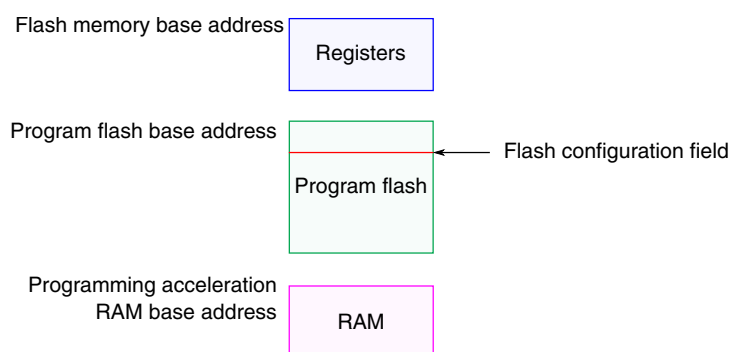 Flash memory base address
Registers
Program flash base address
Flash configuration field
Program flash
Programming acceleration
RAM base address
RAM